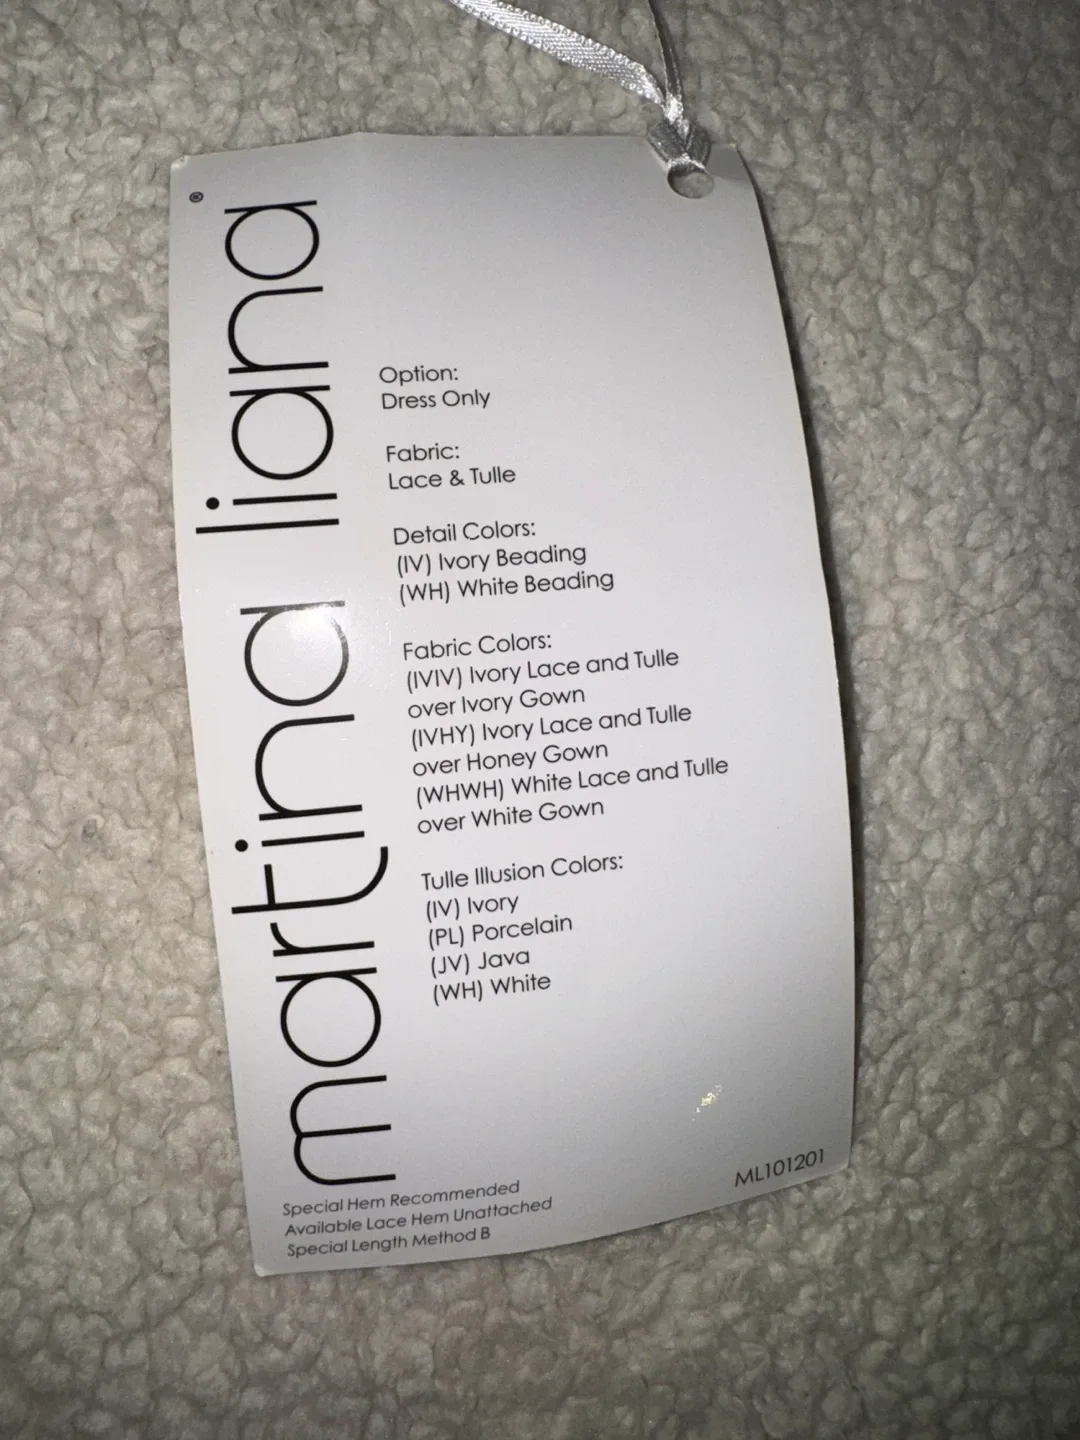 martina liana®
Option:
Dress Only
Fabric:
Lace & Tulle
Detail Colors:
(IV) Ivory Beading
(WH) White Beading
Fabric Colors:
(IVIV) Ivory Lace and Tulle
over Ivory Gown
(IVHY) Ivory Lace and Tulle
over Honey Gown
(WHWH) White Lace and Tulle
over White Gown
Tulle Illusion Colors:
(IV) Ivory
(PL) Porcelain
(JV) Java
(WH) White
Special Hem Recommended
Available Lace Hem Unattached
Special Length Method B
ML101201